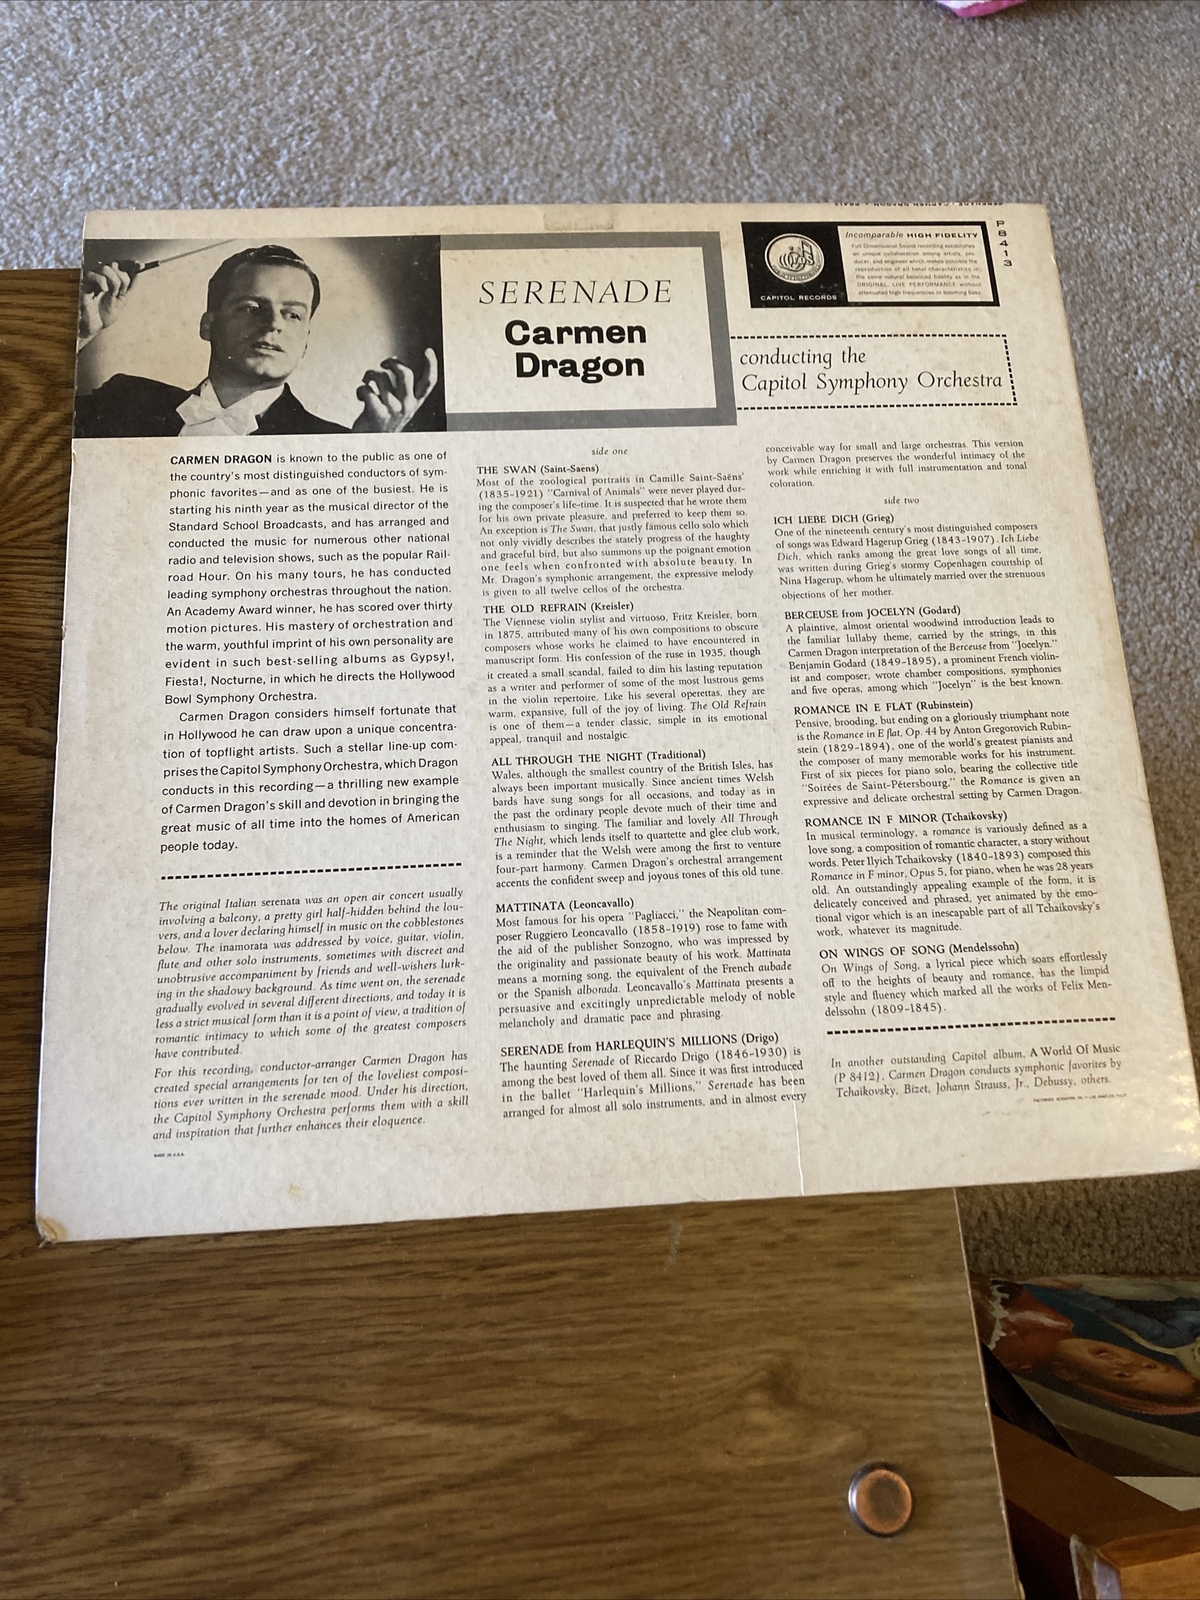 SERENADE
Carmen
Dragon
CAPITOL RECORDS
Incomparable HIGH FIDELITY
Full Dimensional Sound recording establishes
an unique collaboration among artists, pro-
ducer, and engineer which makes possible the
reproduction of all tonal characteristics in
the same natural balanced fidelity as in the
ORIGINAL, LIVE PERFORMANCE without
attenuated high frequencies or booming bass.
P8413
conducting the
Capitol Symphony Orchestra
CARMEN DRAGON is known to the public as one of
the country's most distinguished conductors of sym-
phonic favorites—and as one of the busiest. He is
starting his ninth year as the musical director of the
Standard School Broadcasts, and has arranged and
conducted the music for numerous other national
radio and television shows, such as the popular Rail-
road Hour. On his many tours, he has conducted
leading symphony orchestras throughout the nation.
An Academy Award winner, he has scored over thirty
motion pictures. His mastery of orchestration and
the warm, youthful imprint of his own personality are
evident in such best-selling albums as Gypsy!,
Fiesta!, Nocturne, in which he directs the Hollywood
Bowl Symphony Orchestra.
Carmen Dragon considers himself fortunate that
in Hollywood he can draw upon a unique concentra-
tion of topflight artists. Such a stellar line-up com-
prises the Capitol Symphony Orchestra, which Dragon
conducts in this recording—a thrilling new example
of Carmen Dragon's skill and devotion in bringing the
great music of all time into the homes of American
people today.
The original Italian serenata was an open air concert usually
involving a balcony, a pretty girl half-hidden behind the lou-
vers, and a lover declaring himself in music on the cobblestones
below. The inamorata was addressed by voice, guitar, violin,
flute and other solo instruments, sometimes with discreet and
unobtrusive accompaniment by friends and well-wishers lurk-
ing in the shadowy background. As time went on, the serenade
gradually evolved in several different directions, and today it is
less a strict musical form than it is a point of view, a tradition of
romantic intimacy to which some of the greatest composers
have contributed.
For this recording, conductor-arranger Carmen Dragon has
created special arrangements for ten of the loveliest composi-
tions ever written in the serenade mood. Under his direction,
the Capitol Symphony Orchestra performs them with a skill
and inspiration that further enhances their eloquence.
MADE IN U.S.A.
side one
THE SWAN (Saint-Saëns)
Most of the zoological portraits in Camille Saint-Saëns'
(1835-1921) "Carnival of Animals" were never played dur-
ing the composer's life-time. It is suspected that he wrote them
for his own private pleasure, and preferred to keep them so.
An exception is The Swan, that justly famous cello solo which
not only vividly describes the stately progress of the haughty
and graceful bird, but also summons up the poignant emotion
one feels when confronted with absolute beauty. In
Mr. Dragon's symphonic arrangement, the expressive melody
is given to all twelve cellos of the orchestra.
THE OLD REFRAIN (Kreisler)
The Viennese violin stylist and virtuoso, Fritz Kreisler, born
in 1875, attributed many of his own compositions to obscure
composers whose works he claimed to have encountered in
manuscript form. His confession of the ruse in 1935, though
it created a small scandal, failed to dim his lasting reputation
as a writer and performer of some of the most lustrous gems
in the violin repertoire. Like his several operettas, they are
warm, expansive, full of the joy of living. The Old Refrain
is one of them—a tender classic, simple in its emotional
appeal, tranquil and nostalgic.
ALL THROUGH THE NIGHT (Traditional)
Wales, although the smallest country of the British Isles, has
always been important musically. Since ancient times Welsh
bards have sung songs for all occasions, and today as in
the past the ordinary people devote much of their time and
enthusiasm to singing. The familiar and lovely All Through
The Night, which lends itself to quartette and glee club work,
is a reminder that the Welsh were among the first to venture
four-part harmony. Carmen Dragon's orchestral arrangement
accents the confident sweep and joyous tones of this old tune.
MATTINATA (Leoncavallo)
Most famous for his opera "Pagliacci," the Neapolitan com-
poser Ruggiero Leoncavallo (1858-1919) rose to fame with
the aid of the publisher Sonzogno, who was impressed by
the originality and passionate beauty of his work. Mattinata
means a morning song, the equivalent of the French aubade
or the Spanish alborada. Leoncavallo's Mattinata presents a
persuasive and excitingly unpredictable melody of noble
melancholy and dramatic pace and phrasing.
SERENADE from HARLEQUIN'S MILLIONS (Drigo)
The haunting Serenade of Riccardo Drigo (1846-1930) is
among the best loved of them all. Since it was first introduced
in the ballet "Harlequin's Millions," Serenade has been
arranged for almost all solo instruments, and in almost every
conceivable way for small and large orchestras. This version
by Carmen Dragon preserves the wonderful intimacy of the
work while enriching it with full instrumentation and tonal
coloration.
side two
ICH LIEBE DICH (Grieg)
One of the nineteenth century's most distinguished composers
of songs was Edward Hagerup Grieg (1843-1907). Ich Liebe
Dich, which ranks among the great love songs of all time,
was written during Grieg's stormy Copenhagen courtship of
Nina Hagerup, whom he ultimately married over the strenuous
objections of her mother.
BERCEUSE from JOCELYN (Godard)
A plaintive, almost oriental woodwind introduction leads to
the familiar lullaby theme, carried by the strings, in this
Carmen Dragon interpretation of the Berceuse from "Jocelyn."
Benjamin Godard (1849-1895), a prominent French violin-
ist and composer, wrote chamber compositions, symphonies
and five operas, among which "Jocelyn" is the best known.
ROMANCE IN E FLAT (Rubinstein)
Pensive, brooding, but ending on a gloriously triumphant note
is the Romance in E flat, Op. 44 by Anton Gregorovich Rubin-
stein (1829-1894), one of the world's greatest pianists and
the composer of many memorable works for his instrument.
First of six pieces for piano solo, bearing the collective title
"Soirées de Saint-Pétersbourg," the Romance is given an
expressive and delicate orchestral setting by Carmen Dragon.
ROMANCE IN F MINOR (Tchaikovsky)
In musical terminology, a romance is variously defined as a
love song, a composition of romantic character, a story without
words. Peter Ilyich Tchaikovsky (1840-1893) composed this
Romance in F minor, Opus 5, for piano, when he was 28 years
old. An outstandingly appealing example of the form, it is
delicately conceived and phrased, yet animated by the emo-
tional vigor which is an inescapable part of all Tchaikovsky's
work, whatever its magnitude.
ON WINGS OF SONG (Mendelssohn)
On Wings of Song, a lyrical piece which soars effortlessly
off to the heights of beauty and romance, has the limpid
style and fluency which marked all the works of Felix Men-
delssohn (1809-1845).
In another outstanding Capitol album, A World Of Music
(P 8412), Carmen Dragon conducts symphonic favorites by
Tchaikovsky, Bizet, Johann Strauss, Jr., Debussy, others.